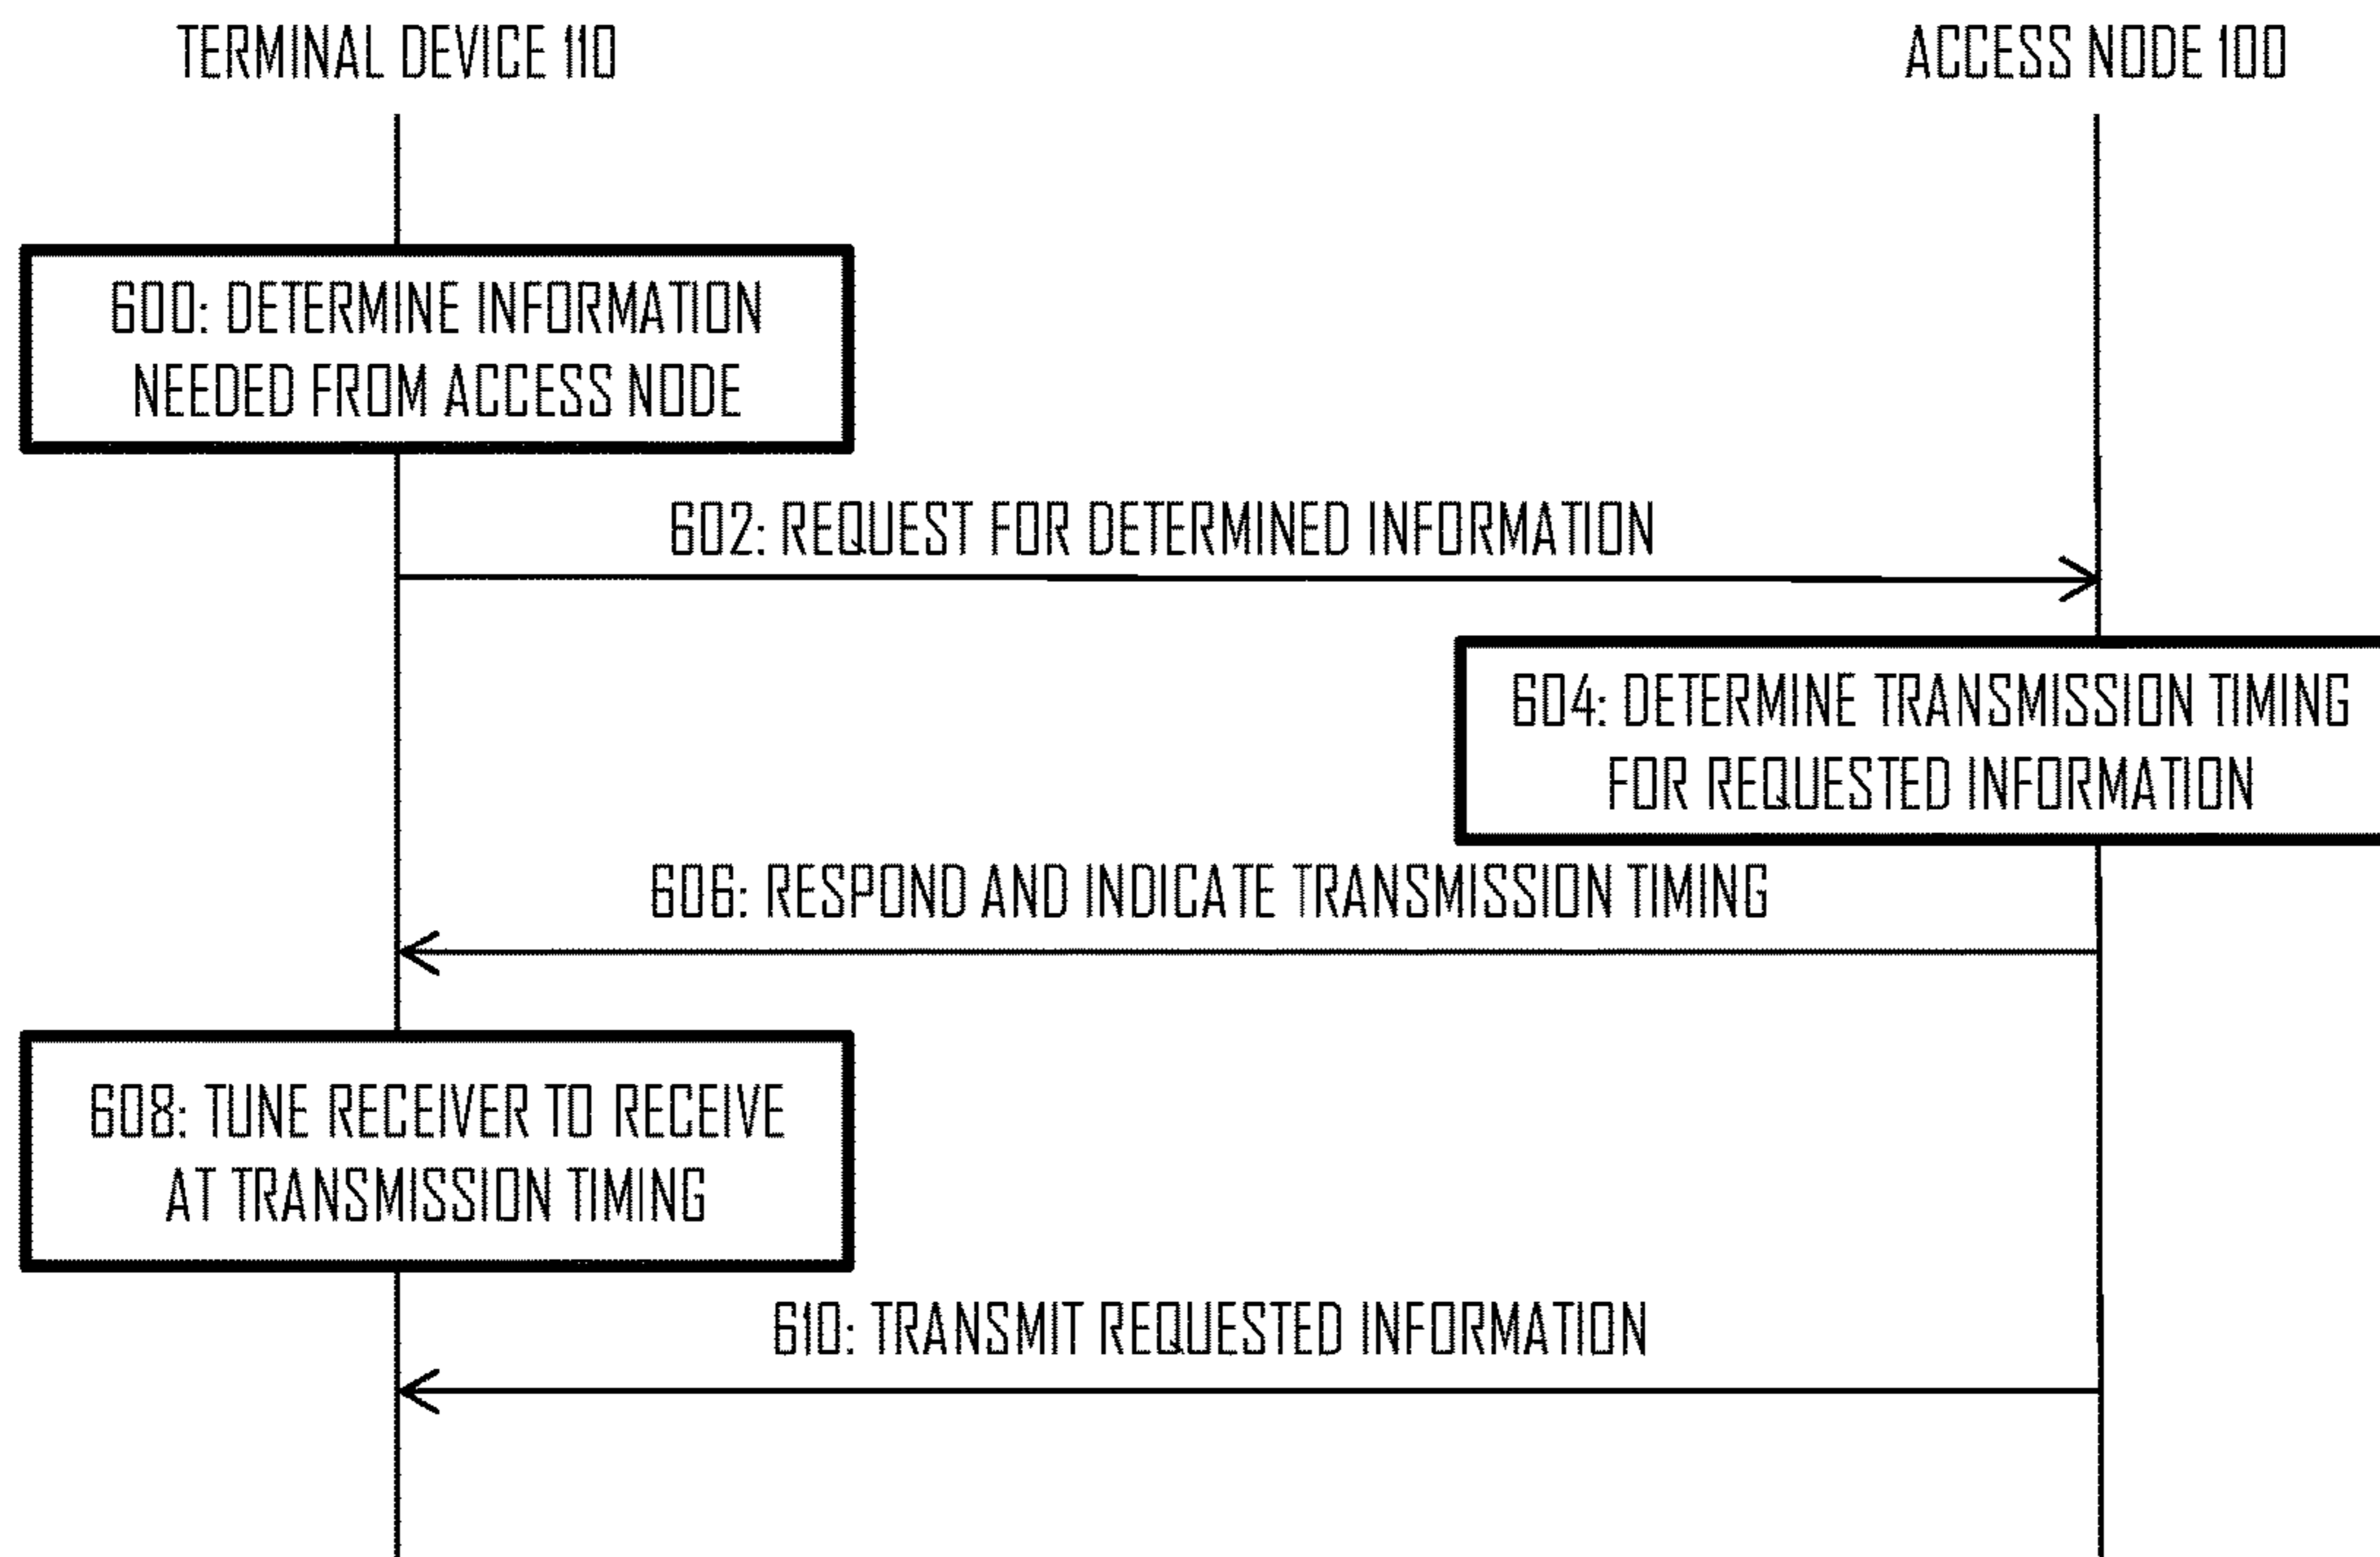 TERMINAL DEVICE 110
ACCESS NODE 100
600: DETERMINE INFORMATION
NEEDED FROM ACCESS NODE
602: REQUEST FOR DETERMINED INFORMATION
604: DETERMINE TRANSMISSION TIMING
FOR REQUESTED INFORMATION
606: RESPOND AND INDICATE TRANSMISSION TIMING
608: TUNE RECEIVER TO RECEIVE
AT TRANSMISSION TIMING
610: TRANSMIT REQUESTED INFORMATION